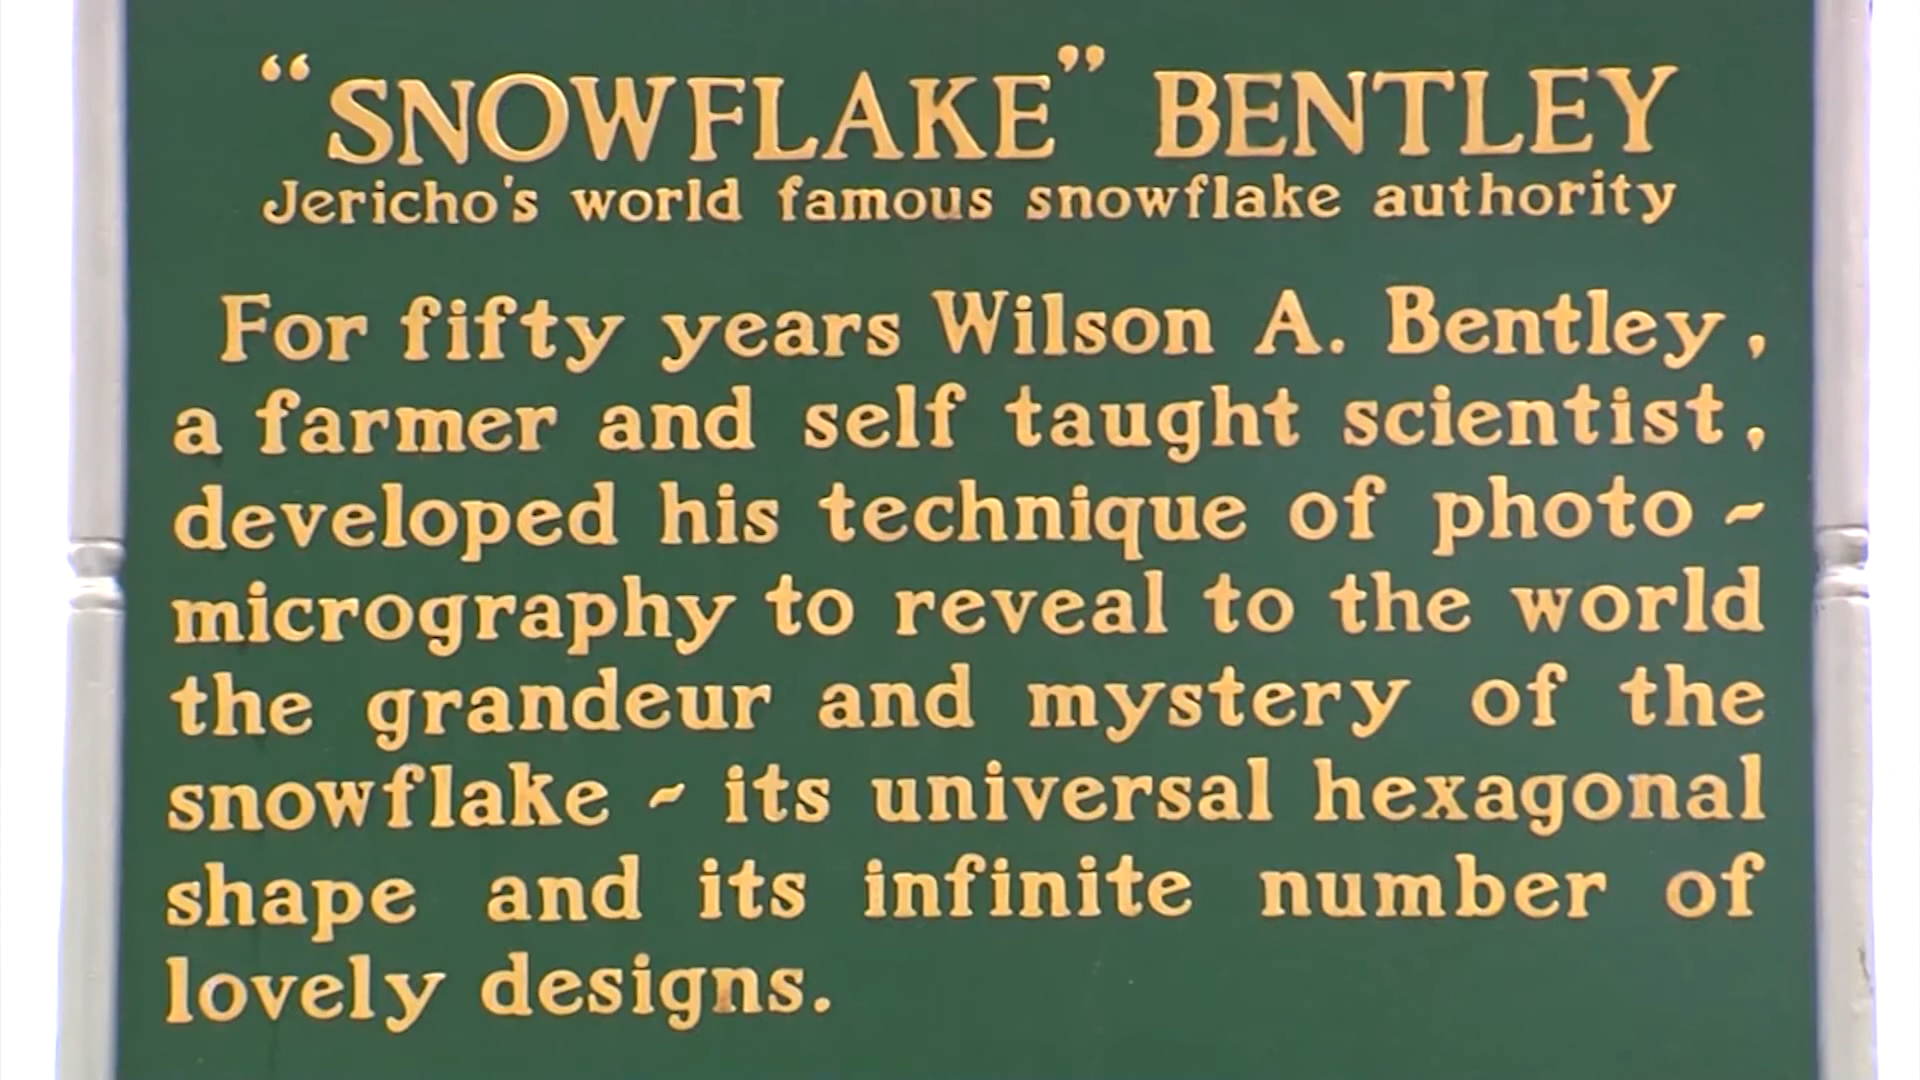 “SNOWFLAKE” BENTLEY
Jericho's world famous snowflake authority
For fifty years Wilson A. Bentley,
a farmer and self taught scientist,
developed his technique of photo-
micrography to reveal to the world
the grandeur and mystery of the
snowflake - its universal hexagonal
shape and its infinite number of
lovely designs.